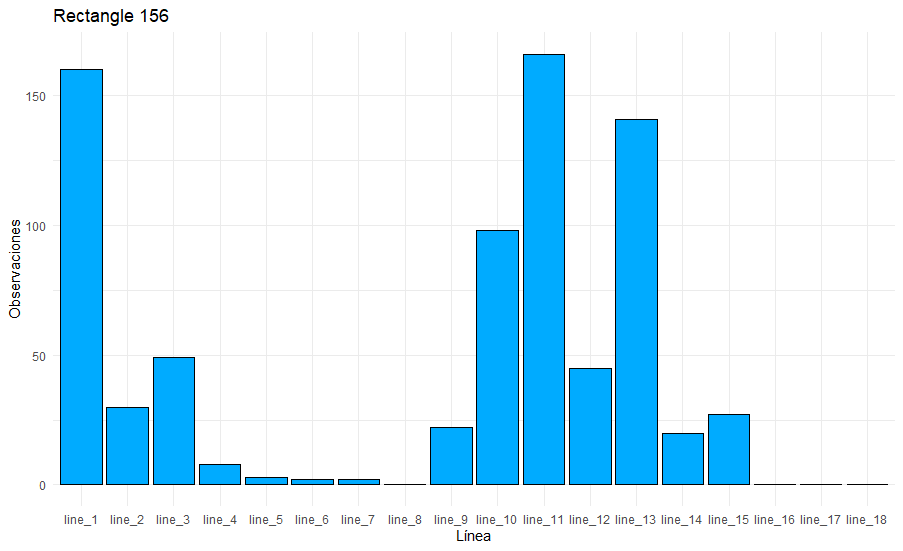 Rectangle 156
Observaciones
150
100
50
0
line_1 line_2 line_3 line_4 line_5 line_6 line_7 line_8 line_9 line_10 line_11 line_12 line_13 line_14 line_15 line_16 line_17 line_18
Línea